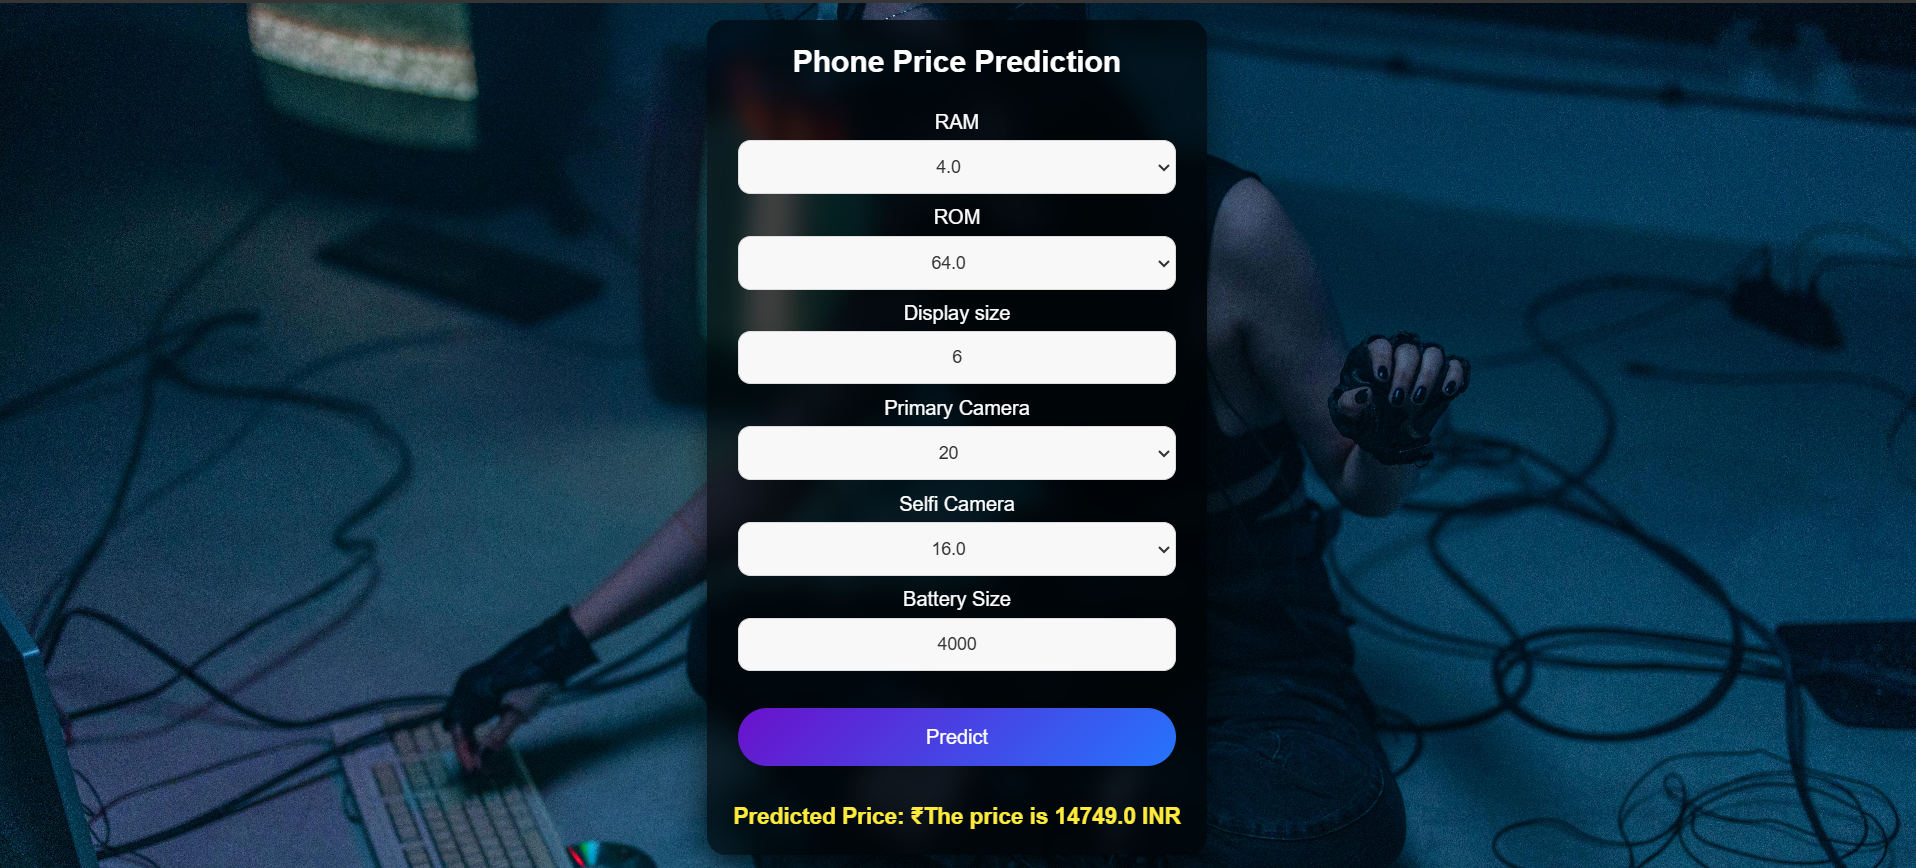 Phone Price Prediction
RAM
4.0
ROM
64.0
Display size
6
Primary Camera
20
Selfi Camera
16.0
Battery Size
4000
Predict
Predicted Price: ₹The price is 14749.0 INR